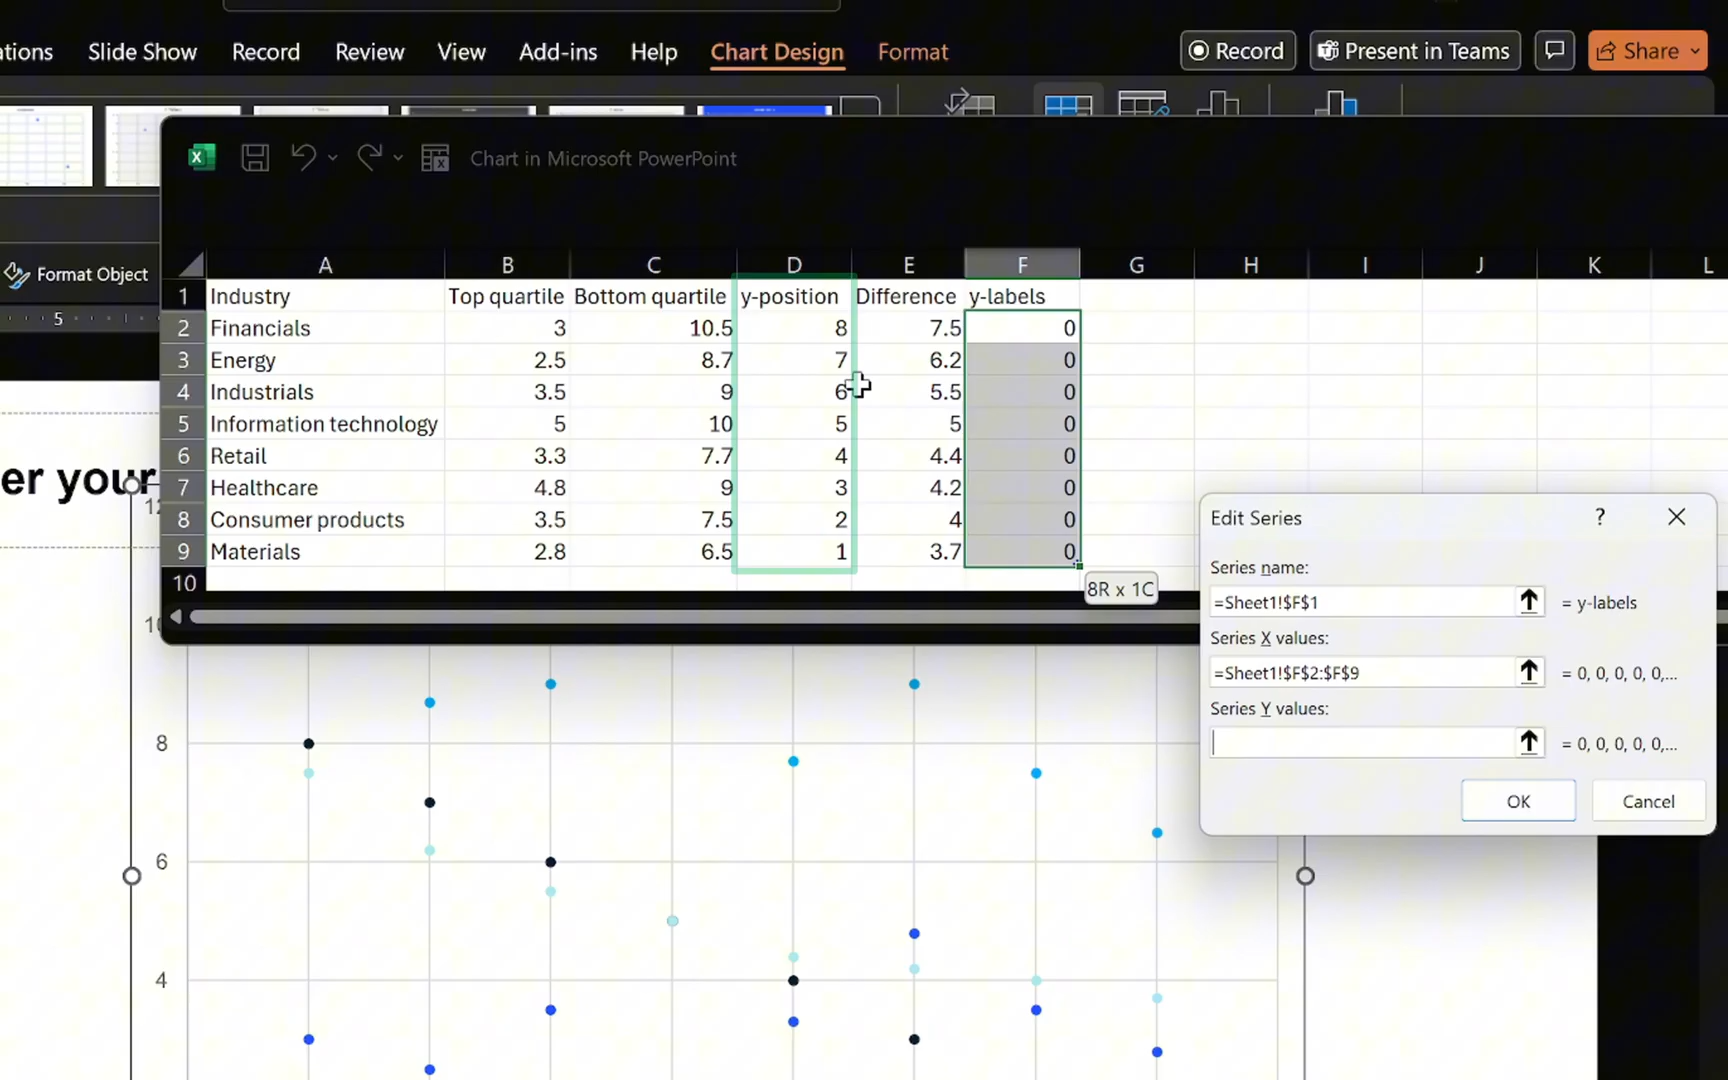 ations Slide Show Record Review View Add-ins Help Chart Design Format Record Present in Teams Share
Chart in Microsoft PowerPoint
Format Object
5
A B C D E F G H I J K L
1 Industry Top quartile Bottom quartile y-position Difference y-labels
2 Financials 3 10.5 8 7.5 0
3 Energy 2.5 8.7 7 6.2 0
4 Industrials 3.5 9 6 5.5 0
5 Information technology 5 10 5 5 0
6 Retail 3.3 7.7 4 4.4 0
7 Healthcare 4.8 9 3 4.2 0
8 Consumer products 3.5 7.5 2 4 0
9 Materials 2.8 6.5 1 3.7 0
10
8R x 1C
er your
12
10
8
6
4
Edit Series ?
Series name:
=Sheet1!$F$1 = y-labels
Series X values:
=Sheet1!$F$2:$F$9 = 0, 0, 0, 0, 0,...
Series Y values:
= 0, 0, 0, 0, 0,...
OK Cancel